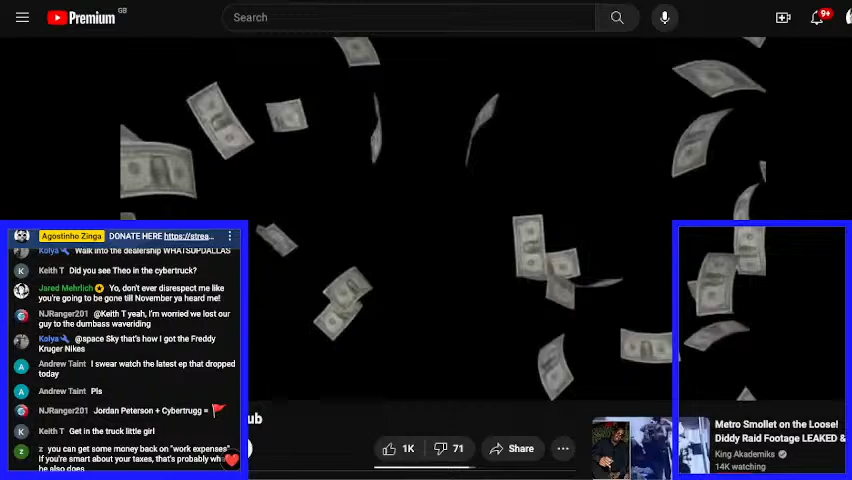 Premium GB
Search
9+
Agostinho Zinga DONATE HERE https://strea...
Kolya Walk into the dealership WHATSUPDALLAS
K Keith T Did you see Theo in the cybertruck?
Jared Mehrlich Yo, don't ever disrespect me like
you're going to be gone till November ya heard me!
NJRanger201 @Keith T yeah, I'm worried we lost our
guy to the dumbass waveriding
Kolya @space Sky that's how I got the Freddy
Kruger Nikes
A Andrew Taint I swear watch the latest ep that dropped
today
A Andrew Taint Pls
NJRanger201 Jordan Peterson + Cybertrugg =
K Keith T Get in the truck little girl
z z you can get some money back on "work expenses"
if you're smart about your taxes, that's probably wh
be also does
ub
1K
71
Share
Metro Smollet on the Loose!
Diddy Raid Footage LEAKED &
King Akademiks
14K watching